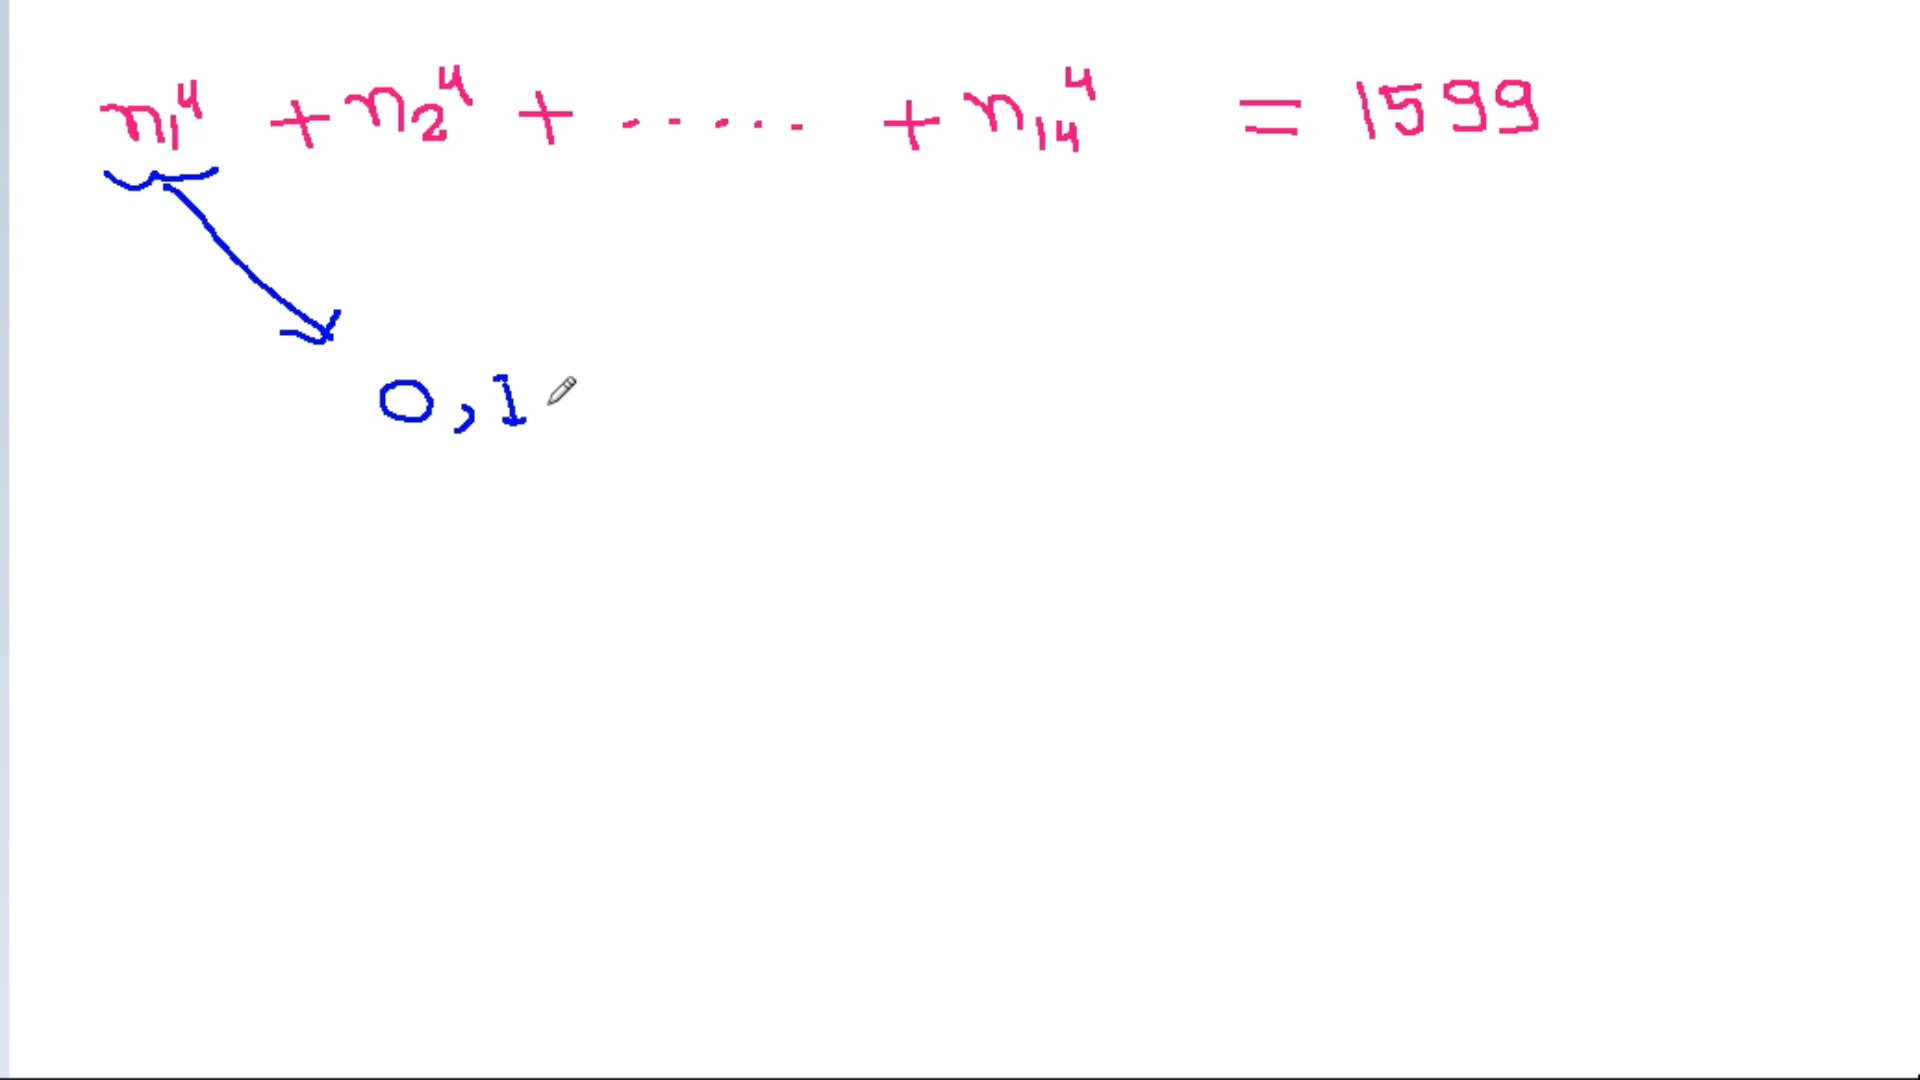 n₁⁴ + n₂⁴ + ..... + n₁₄⁴ = 1599
0,1